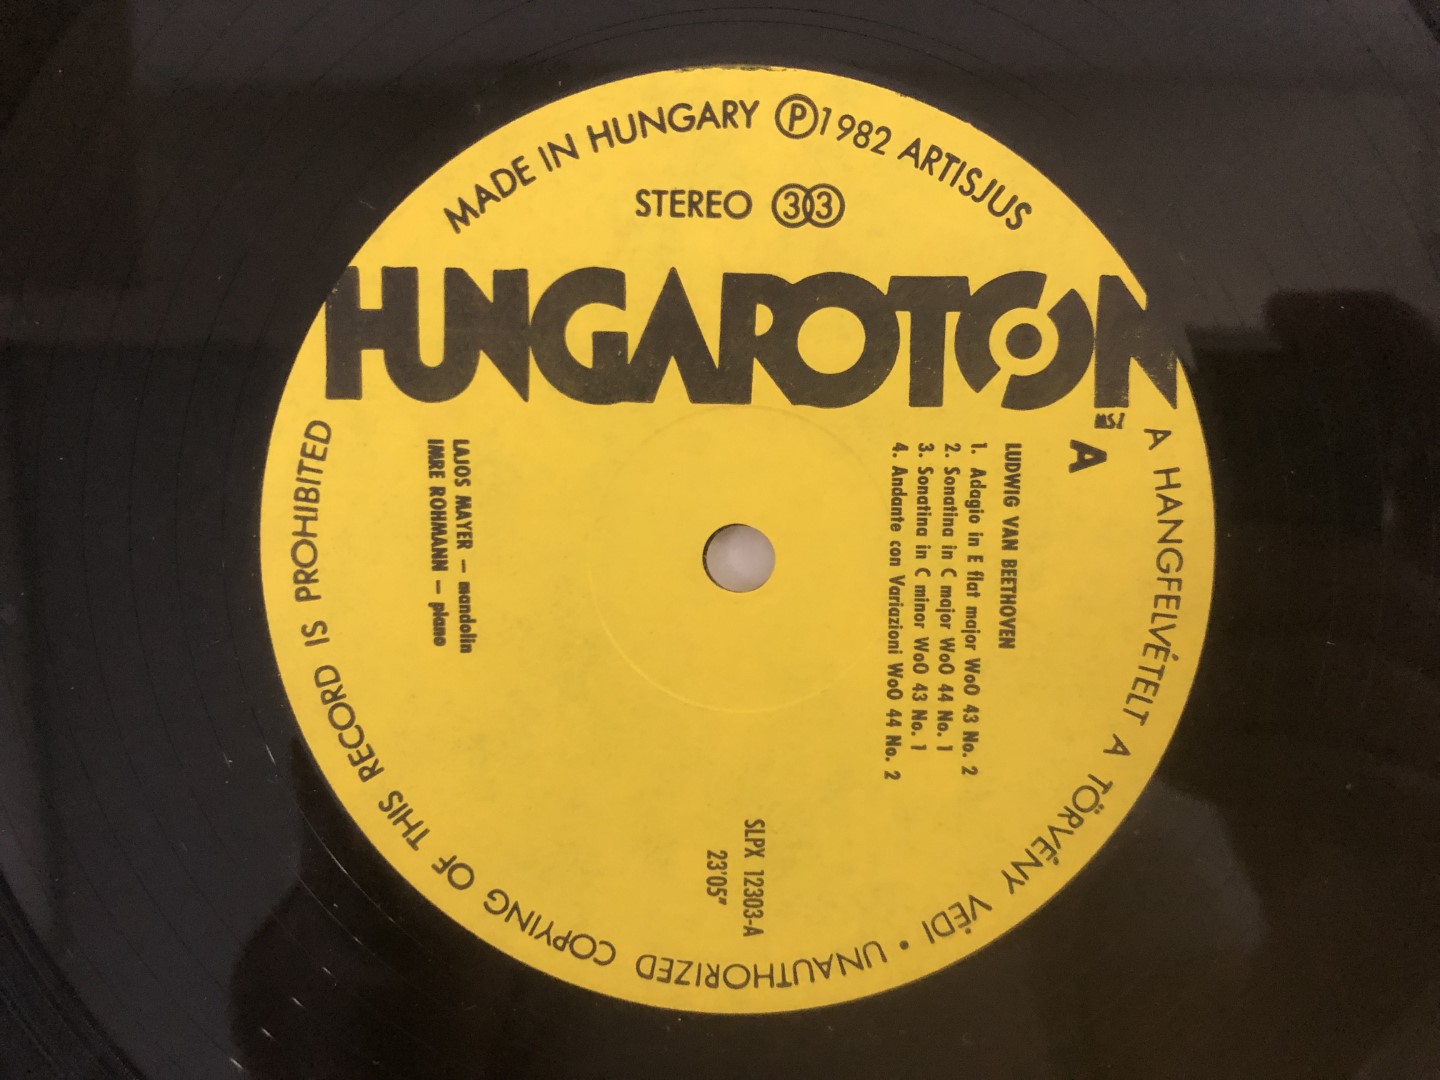 MADE IN HUNGARY Ⓟ1982 ARTISJUS
STEREO 33
HUNGAROTON
MSZ
A
LUDWIG VAN BEETHOVEN
1. Adagio in E flat major WoO 43 No. 2
2. Sonatina in C major WoO 44 No. 1
3. Sonatina in C minor WoO 43 No. 1
4. Andante con Variazioni WoO 44 No. 2
LAJOS MAYER – mandolin
IMRE ROHMANN – piano
SLPX 12303-A
23'05"
A HANGFELVÉTELT A TÖRVÉNY VÉDI • UNAUTHORIZED COPYING OF THIS RECORD IS PROHIBITED